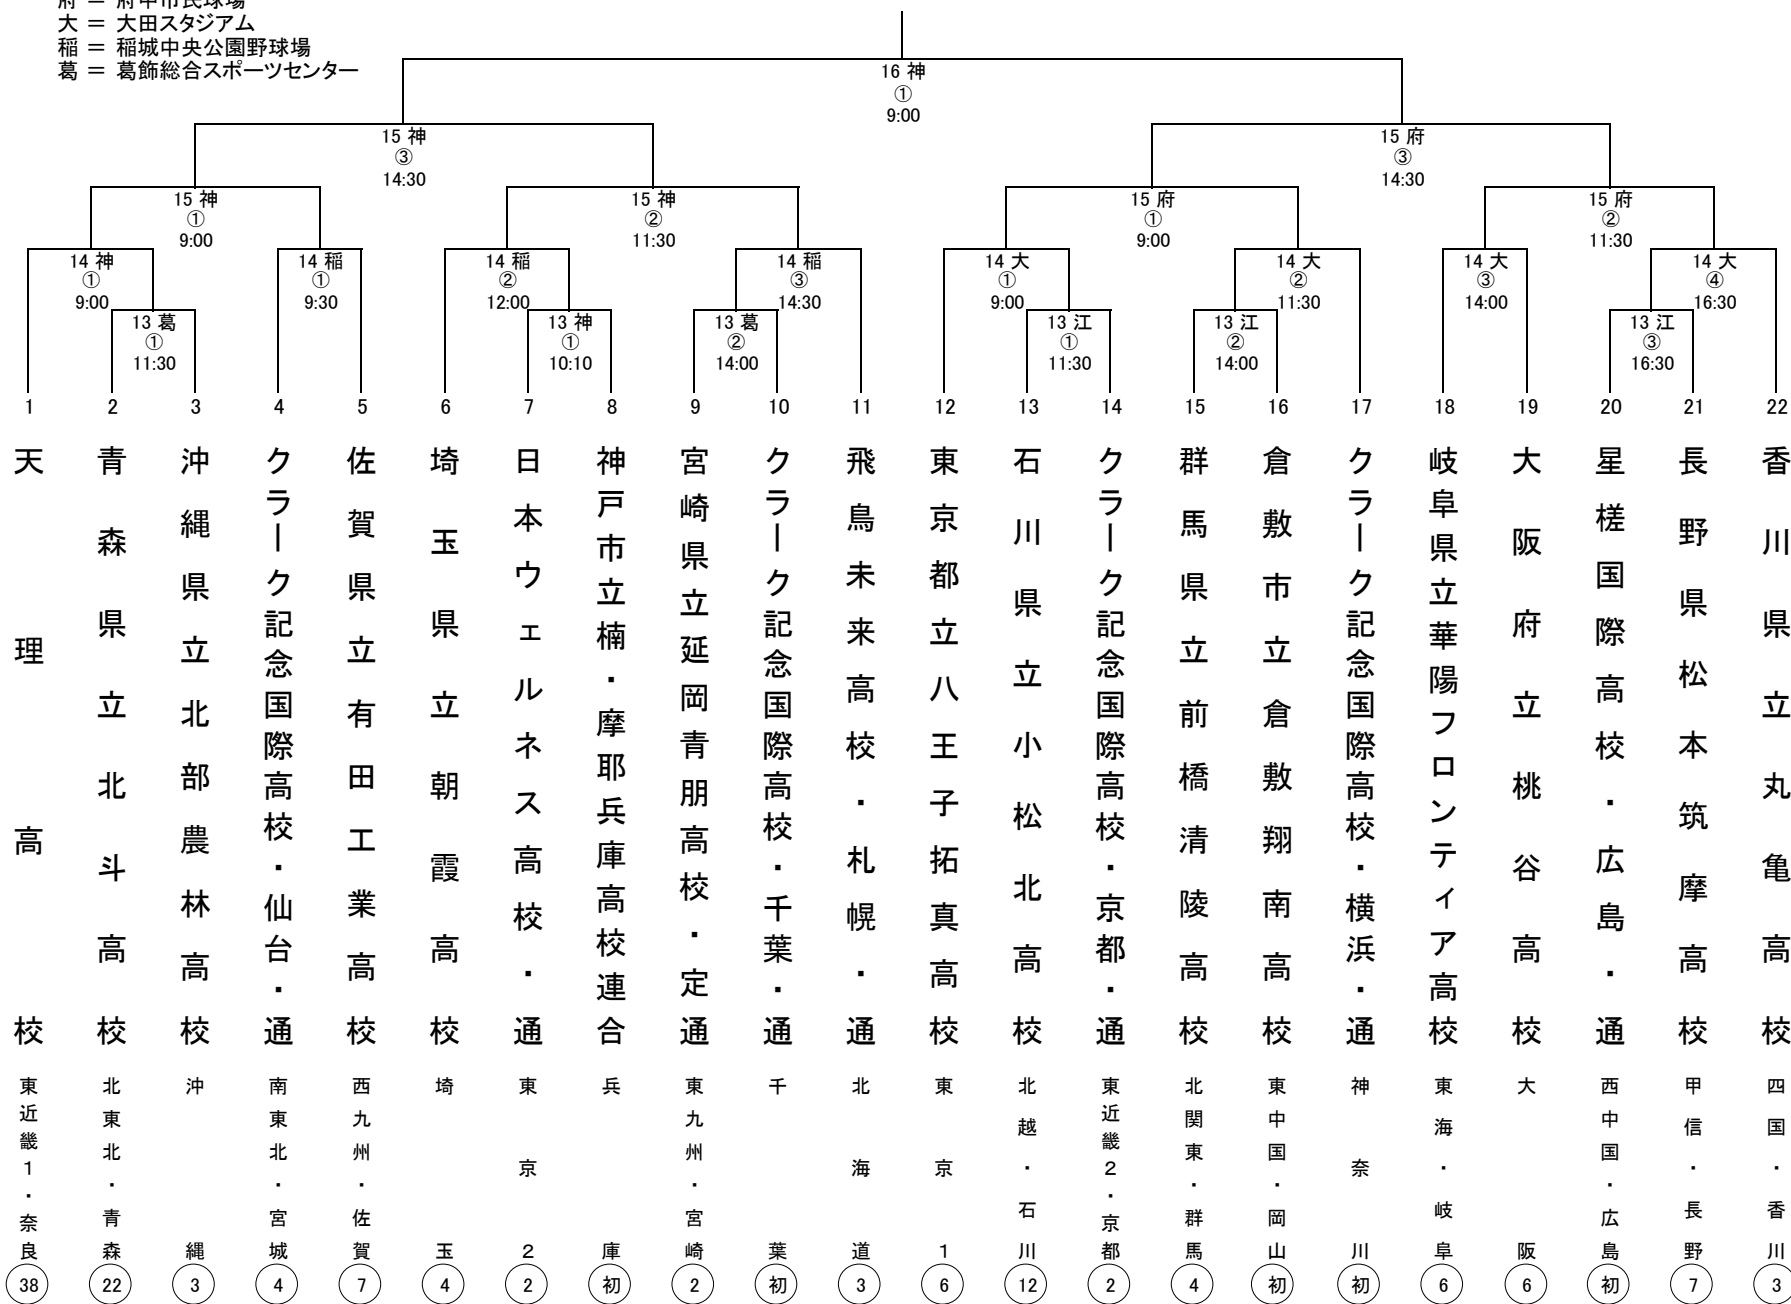 府 ＝ 府中市民球場
大 ＝ 大田スタジアム
稲 ＝ 稲城中央公園野球場
葛 ＝ 葛飾総合スポーツセンター
16 神
①
9:00
15 神
③
14:30
15 府
③
14:30
15 神
①
9:00
15 神
②
11:30
15 府
①
9:00
15 府
②
11:30
14 神
①
9:00
14 稲
①
9:30
14 稲
②
12:00
14 稲
③
14:30
14 大
①
9:00
14 大
②
11:30
14 大
③
14:00
14 大
④
16:30
13 葛
①
11:30
13 神
①
10:10
13 葛
②
14:00
13 江
①
11:30
13 江
②
14:00
13 江
③
16:30
1
天理高校
東近畿1・奈良
38
2
青森県立北斗高校
北東北・青森
22
3
沖縄県立北部農林高校
沖縄
3
4
クラーク記念国際高校・仙台・通
南東北・宮城
4
5
佐賀県立有田工業高校
西九州・佐賀
7
6
埼玉県立朝霞高校
埼玉
4
7
日本ウェルネス高校・通
東京2
2
8
神戸市立楠・摩耶兵庫高校連合
兵庫
初
9
宮崎県立延岡青朋高校・定通
東九州・宮崎
2
10
クラーク記念国際高校・千葉・通
千葉
初
11
飛鳥未来高校・札幌・通
北海道
3
12
東京都立八王子拓真高校
東京1
6
13
石川県立小松北高校
北越・石川
12
14
クラーク記念国際高校・京都・通
東近畿2・京都
2
15
群馬県立前橋清陵高校
北関東・群馬
4
16
倉敷市立倉敷翔南高校
東中国・岡山
初
17
クラーク記念国際高校・横浜・通
神奈川
初
18
岐阜県立華陽フロンティア高校
東海・岐阜
6
19
大阪府立桃谷高校
大阪
6
20
星槎国際高校・広島・通
西中国・広島
初
21
長野県松本筑摩高校
甲信・長野
7
22
香川県立丸亀高校
四国・香川
3